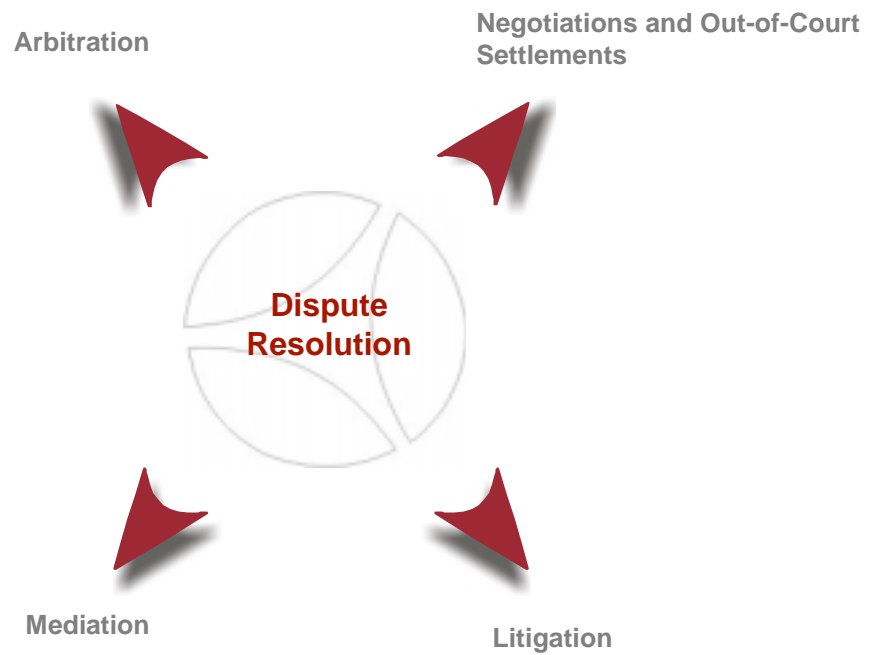 Arbitration
Negotiations and Out-of-Court
Settlements
Dispute
Resolution
Mediation
Litigation